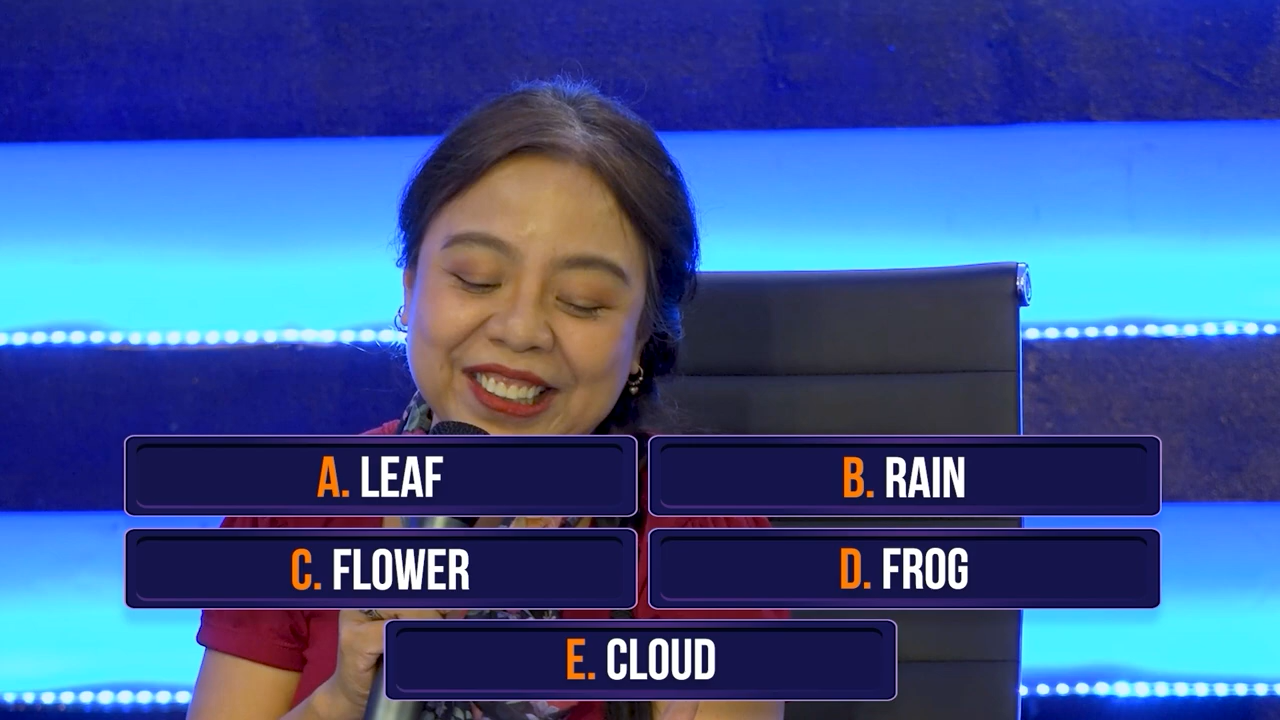 A. LEAF
B. RAIN
C. FLOWER
D. FROG
E. CLOUD